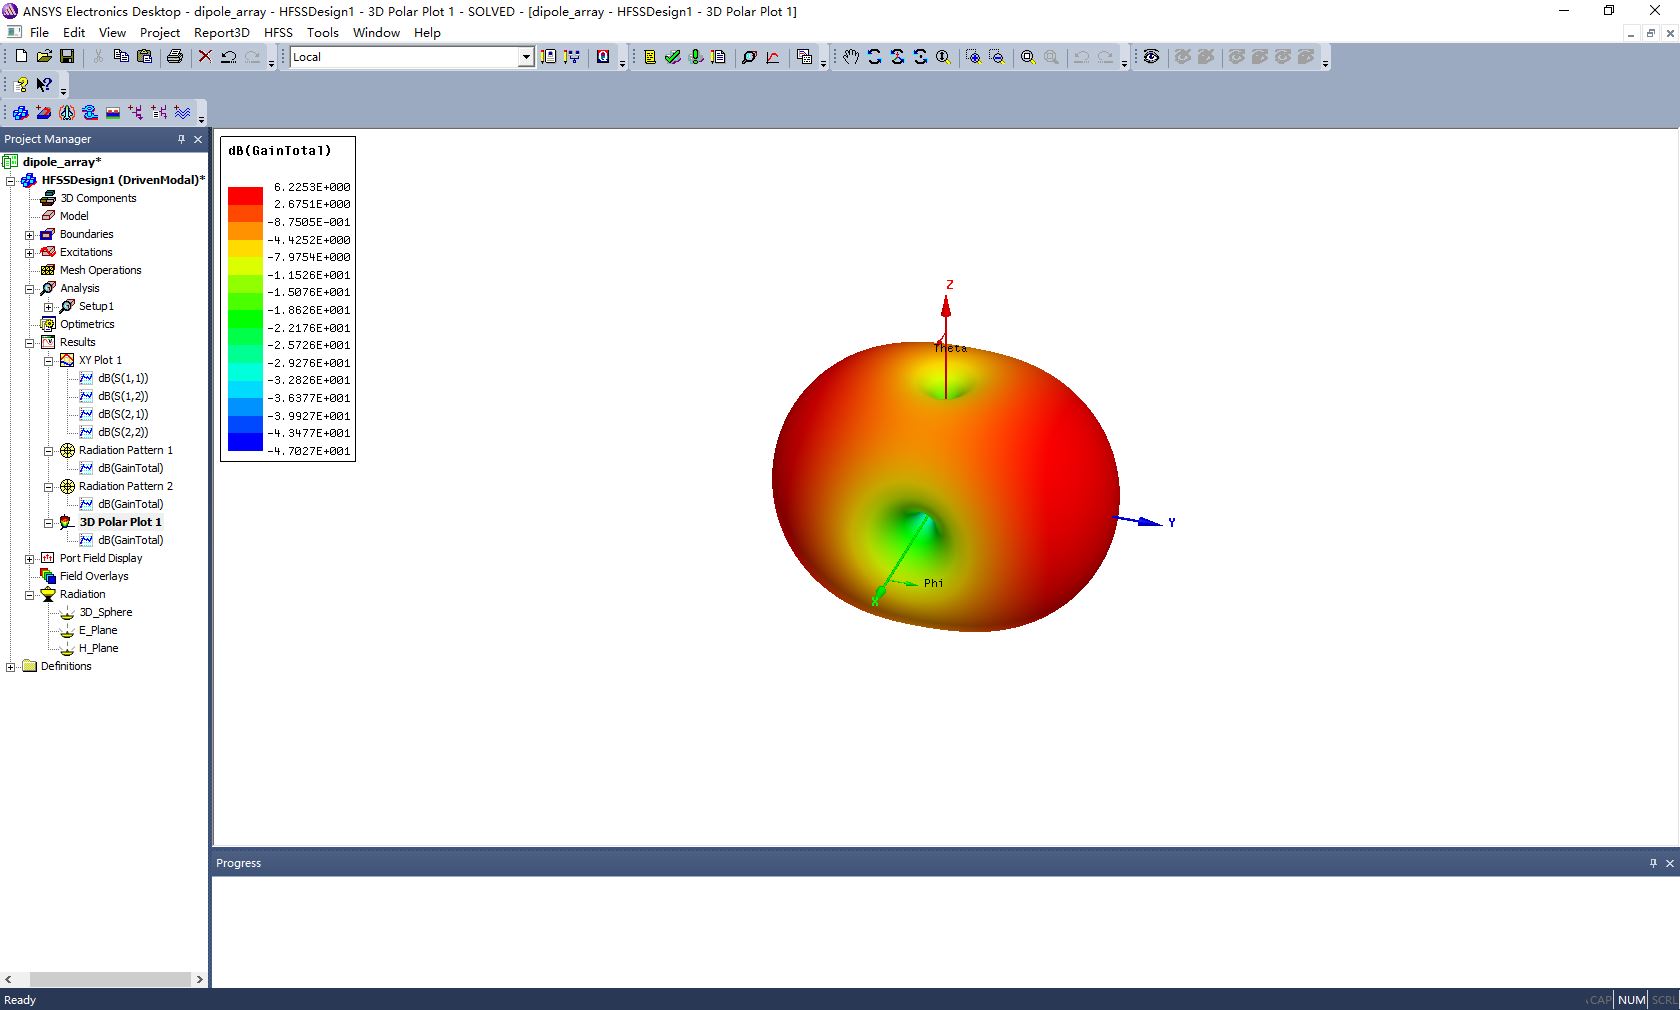 ANSYS Electronics Desktop - dipole_array - HFSSDesign1 - 3D Polar Plot 1 - SOLVED - [dipole_array - HFSSDesign1 - 3D Polar Plot 1]
File Edit View Project Report3D HFSS Tools Window Help
Local
Project Manager
dipole_array*
HFSSDesign1 (DrivenModal)*
3D Components
Model
Boundaries
Excitations
Mesh Operations
Analysis
Setup1
Optimetrics
Results
XY Plot 1
dB(S(1,1))
dB(S(1,2))
dB(S(2,1))
dB(S(2,2))
Radiation Pattern 1
dB(GainTotal)
Radiation Pattern 2
dB(GainTotal)
3D Polar Plot 1
dB(GainTotal)
Port Field Display
Field Overlays
Radiation
3D_Sphere
E_Plane
H_Plane
Definitions
dB(GainTotal)
6.2253E+000
2.6751E+000
-8.7505E-001
-4.4252E+000
-7.9754E+000
-1.1526E+001
-1.5076E+001
-1.8626E+001
-2.2176E+001
-2.5726E+001
-2.9276E+001
-3.2826E+001
-3.6377E+001
-3.9927E+001
-4.3477E+001
-4.7027E+001
Z
Theta
Y
Phi
X
Progress
Ready
CAP NUM SCRL